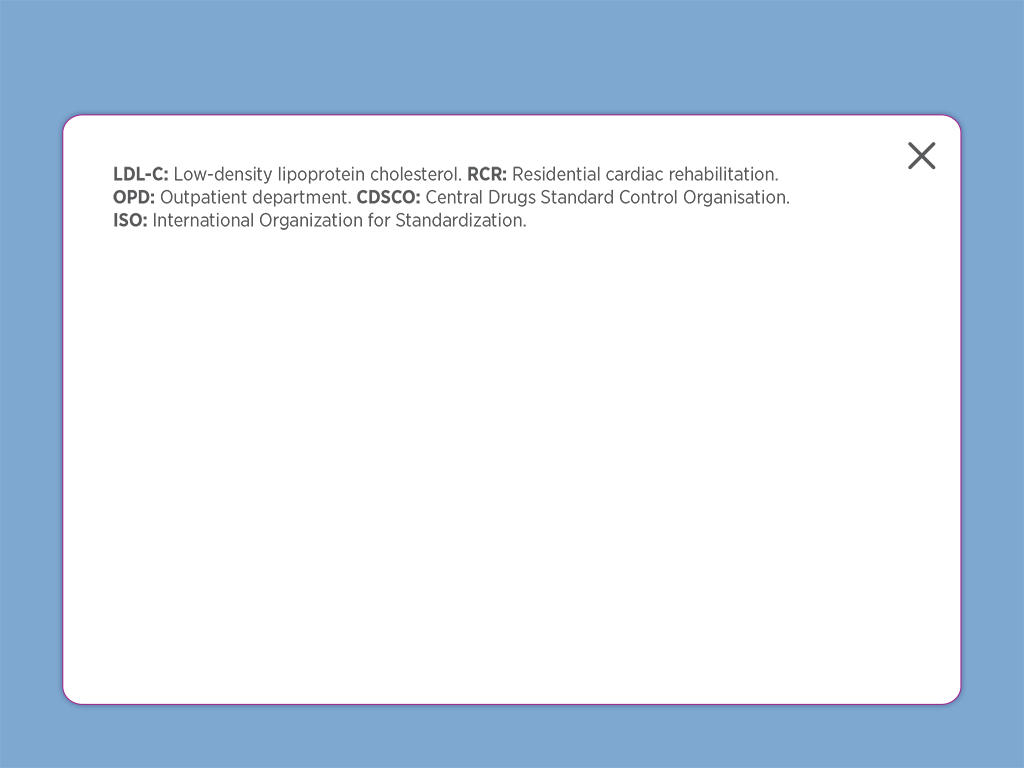 LDL-C: Low-density lipoprotein cholesterol. RCR: Residential cardiac rehabilitation.
OPD: Outpatient department. CDSCO: Central Drugs Standard Control Organisation.
ISO: International Organization for Standardization.